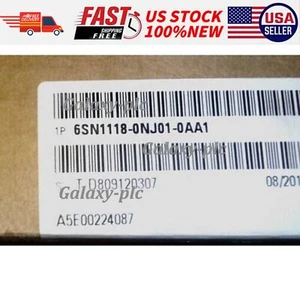 FAST SHIPPING
US STOCK
100%NEW
USA
SELLER
Galaxy-plc
1P 6SN1118-0NJ01-0AA1
T D809120307
08/201
Galaxy-plc
A5E00224087